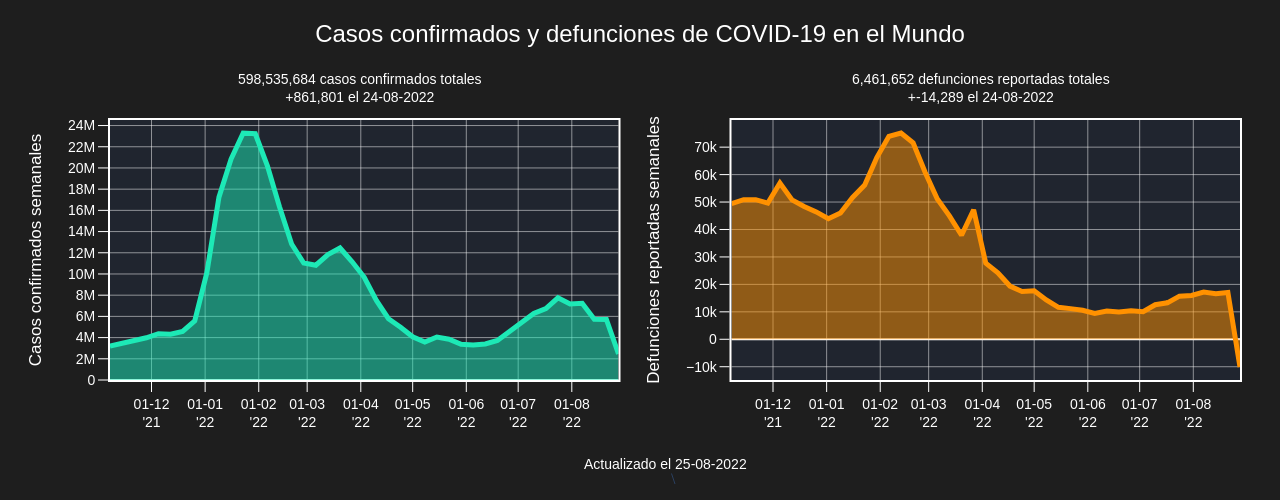 Casos confirmados y defunciones de COVID-19 en el Mundo
598,535,684 casos confirmados totales
+861,801 el 24-08-2022
Casos confirmados semanales
24M
22M
20M
18M
16M
14M
12M
10M
8M
6M
4M
2M
0
01-12 01-01 01-02 01-03 01-04 01-05 01-06 01-07 01-08
'21 '22 '22 '22 '22 '22 '22 '22 '22
6,461,652 defunciones reportadas totales
+-14,289 el 24-08-2022
Defunciones reportadas semanales
70k
60k
50k
40k
30k
20k
10k
0
−10k
01-12 01-01 01-02 01-03 01-04 01-05 01-06 01-07 01-08
'21 '22 '22 '22 '22 '22 '22 '22 '22
Actualizado el 25-08-2022
\